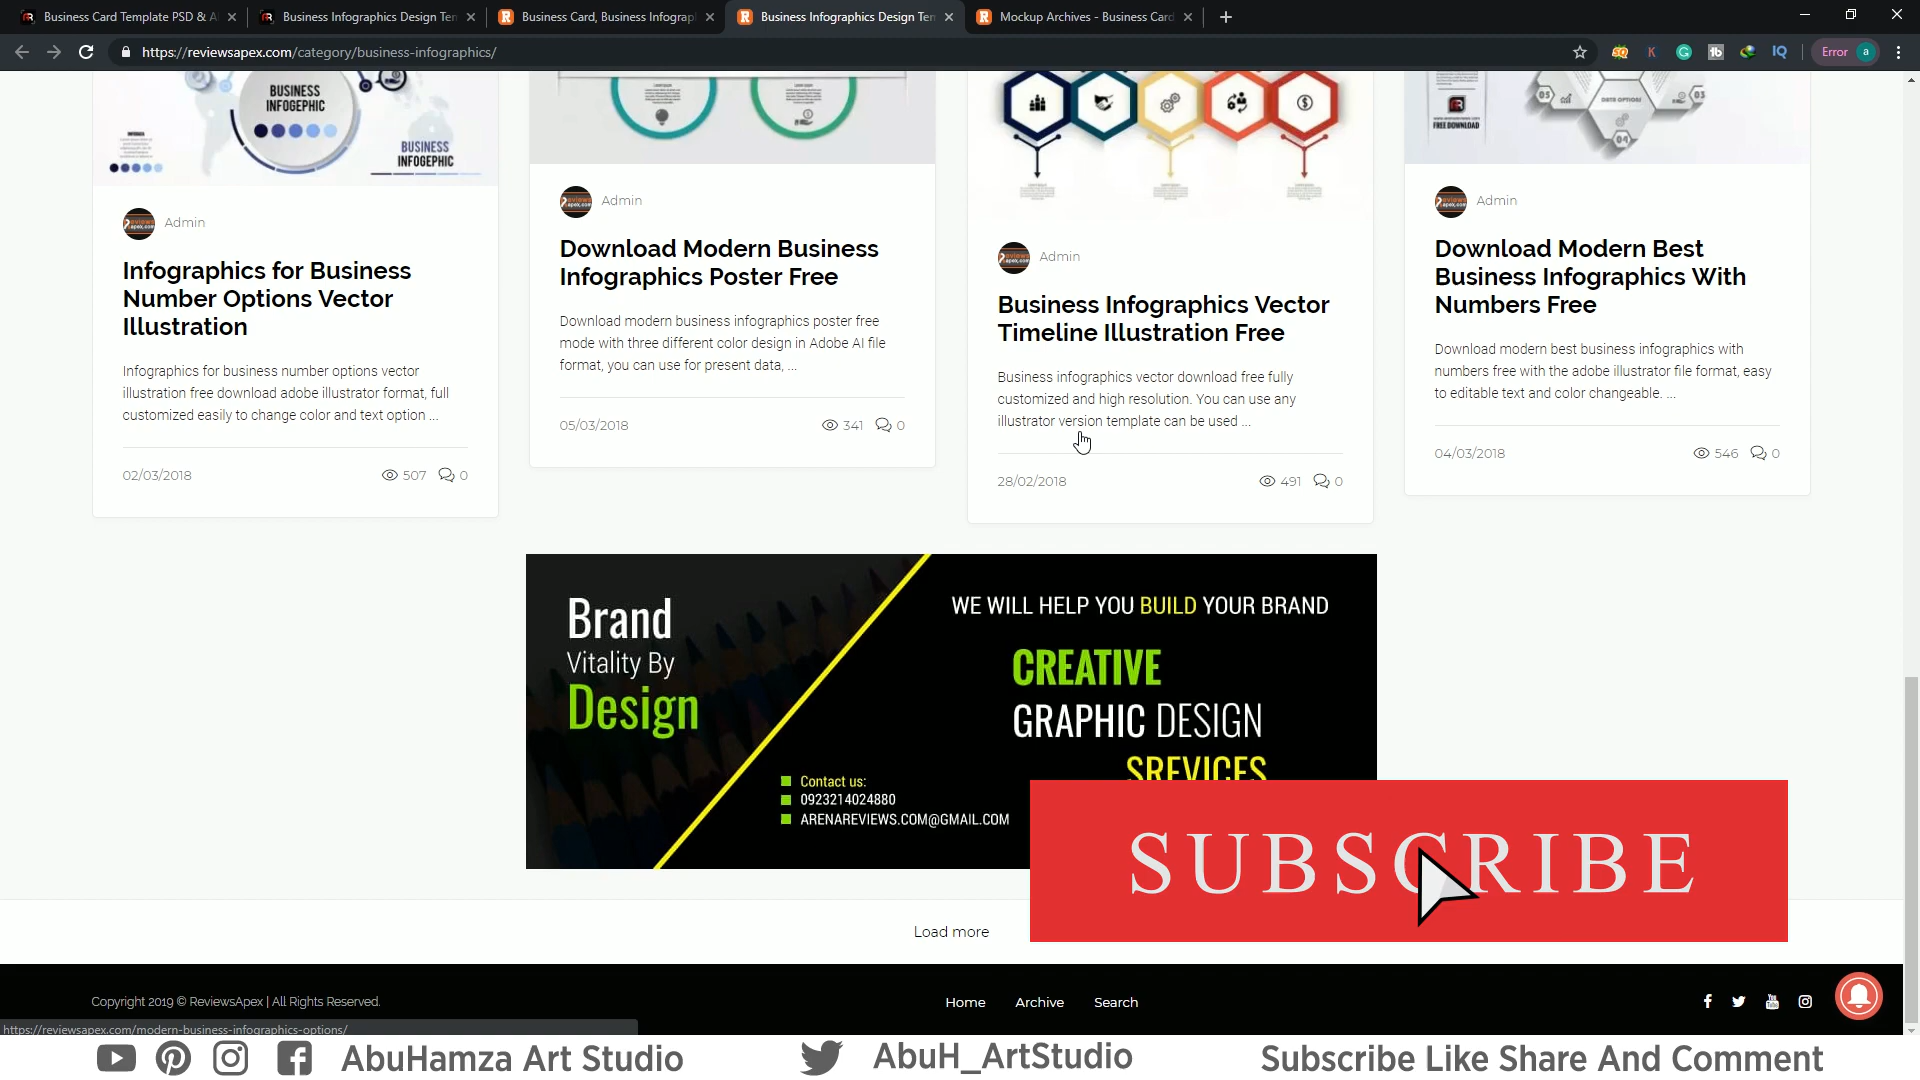 Business Card Template PSD & A
Business Infographics Design Ten
Business Card, Business Infograp
Business Infographics Design Ten
Mockup Archives - Business Card
https://reviewsapex.com/category/business-infographics/
Error
a
BUSINESS
INFOGEPHIC
BUSINESS
INFOGEPHIC
DATA OPTIONS
03
03
04
FREE DOWNLOAD
Admin
Infographics for Business
Number Options Vector
Illustration
Infographics for business number options vector
illustration free download adobe illustrator format, full
customized easily to change color and text option ...
02/03/2018
507
0
Admin
Download Modern Business
Infographics Poster Free
Download modern business infographics poster free
mode with three different color design in Adobe AI file
format, you can use for present data, ...
05/03/2018
341
0
Admin
Business Infographics Vector
Timeline Illustration Free
Business infographics vector download free fully
customized and high resolution. You can use any
illustrator version template can be used ...
28/02/2018
491
0
Admin
Download Modern Best
Business Infographics With
Numbers Free
Download modern best business infographics with
numbers free with the adobe illustrator file format, easy
to editable text and color changeable. ...
04/03/2018
546
0
Brand
Vitality By
Design
WE WILL HELP YOU BUILD YOUR BRAND
CREATIVE
GRAPHIC DESIGN
SREVICES
Contact us:
0923214024880
ARENAREVIEWS.COM@GMAIL.COM
SUBSCRIBE
Load more
Copyright 2019 © ReviewsApex | All Rights Reserved.
Home
Archive
Search
https://reviewsapex.com/modern-business-infographics-options/
AbuHamza Art Studio
AbuH_ArtStudio
Subscribe Like Share And Comment